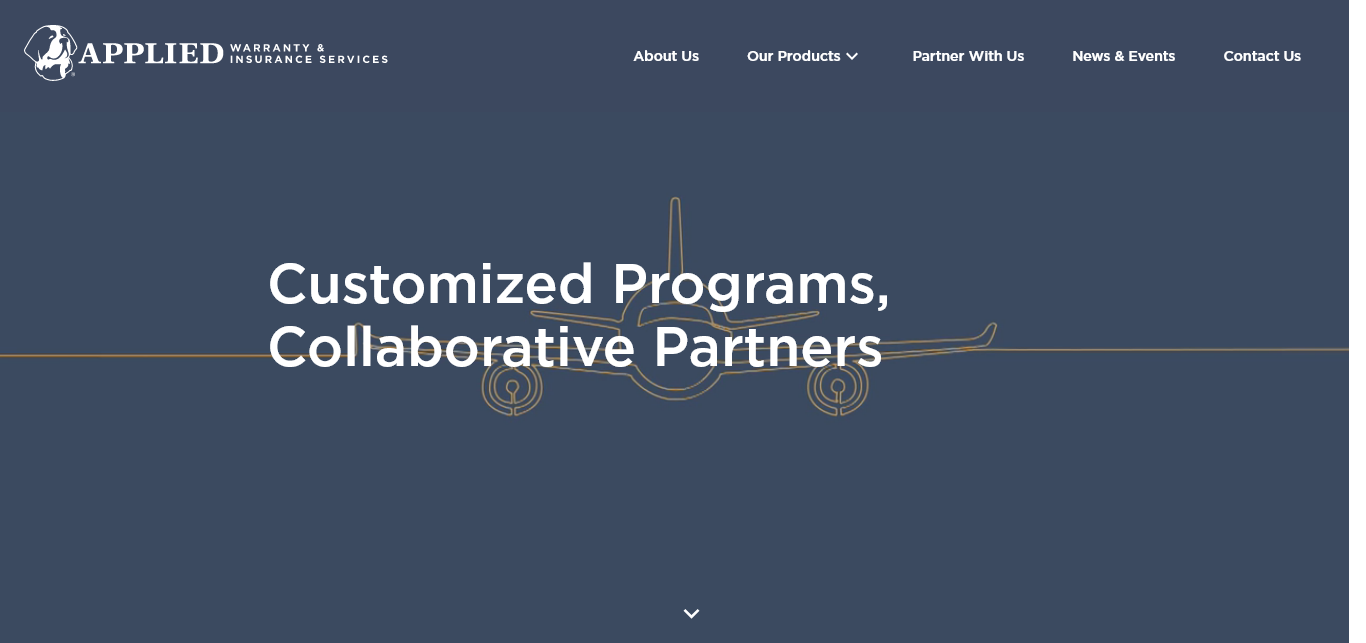 APPLIED WARRANTY &
INSURANCE SERVICES
About Us
Our Products
Partner With Us
News & Events
Contact Us
Customized Programs,
Collaborative Partners